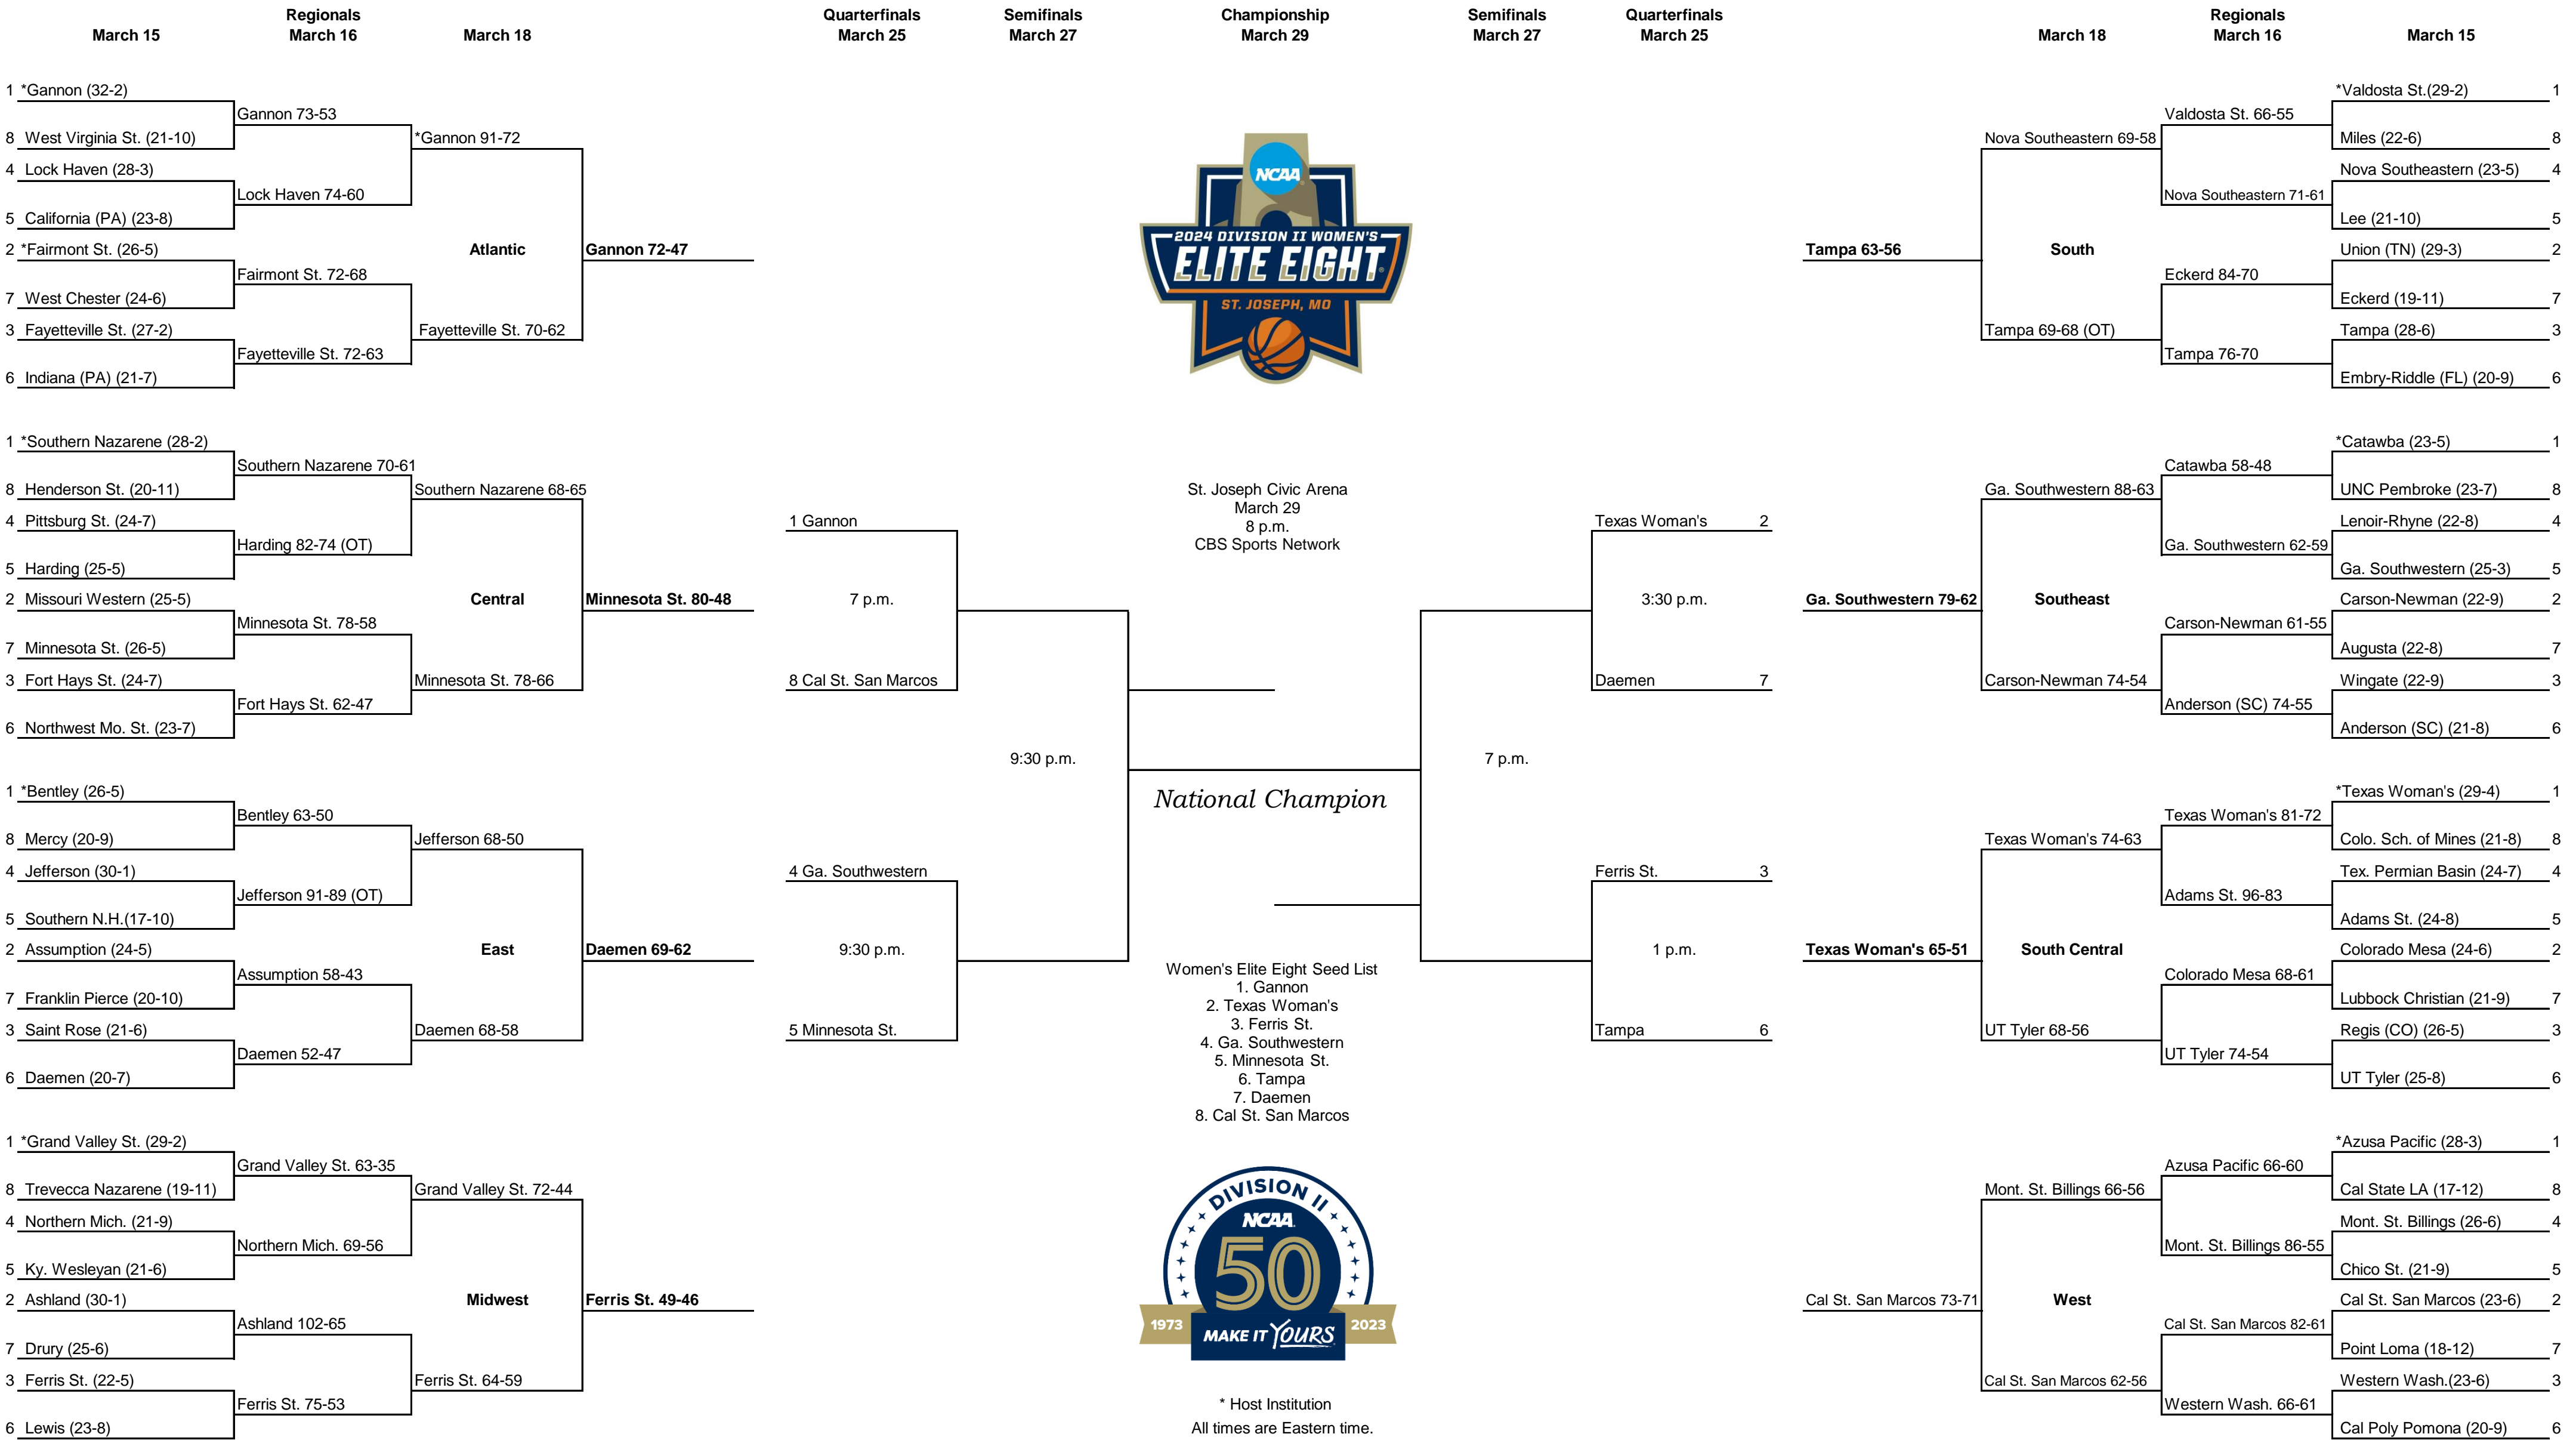 Regionals
March 15
March 16
March 18
Quarterfinals
March 25
Semifinals
March 27
Championship
March 29
Semifinals
March 27
Quarterfinals
March 25
Regionals
March 18
March 16
March 15
1 *Gannon (32-2)
Gannon 73-53
8 West Virginia St. (21-10)
*Gannon 91-72
4 Lock Haven (28-3)
Lock Haven 74-60
5 California (PA) (23-8)
2 *Fairmont St. (26-5)
Atlantic
Gannon 72-47
Fairmont St. 72-68
7 West Chester (24-6)
3 Fayetteville St. (27-2)
Fayetteville St. 70-62
Fayetteville St. 72-63
6 Indiana (PA) (21-7)
1 *Southern Nazarene (28-2)
Southern Nazarene 70-61
8 Henderson St. (20-11)
Southern Nazarene 68-65
4 Pittsburg St. (24-7)
Harding 82-74 (OT)
5 Harding (25-5)
2 Missouri Western (25-5)
Central
Minnesota St. 80-48
Minnesota St. 78-58
7 Minnesota St. (26-5)
3 Fort Hays St. (24-7)
Minnesota St. 78-66
Fort Hays St. 62-47
6 Northwest Mo. St. (23-7)
1 *Bentley (26-5)
Bentley 63-50
8 Mercy (20-9)
Jefferson 68-50
4 Jefferson (30-1)
Jefferson 91-89 (OT)
5 Southern N.H.(17-10)
2 Assumption (24-5)
East
Daemen 69-62
Assumption 58-43
7 Franklin Pierce (20-10)
3 Saint Rose (21-6)
Daemen 68-58
Daemen 52-47
6 Daemen (20-7)
1 *Grand Valley St. (29-2)
Grand Valley St. 63-35
8 Trevecca Nazarene (19-11)
Grand Valley St. 72-44
4 Northern Mich. (21-9)
Northern Mich. 69-56
5 Ky. Wesleyan (21-6)
2 Ashland (30-1)
Midwest
Ferris St. 49-46
Ashland 102-65
7 Drury (25-6)
3 Ferris St. (22-5)
Ferris St. 64-59
Ferris St. 75-53
6 Lewis (23-8)
1 Gannon
7 p.m.
8 Cal St. San Marcos
9:30 p.m.
4 Ga. Southwestern
9:30 p.m.
5 Minnesota St.
NCAA
2024 DIVISION II WOMEN'S
ELITE EIGHT
ST. JOSEPH, MO
St. Joseph Civic Arena
March 29
8 p.m.
CBS Sports Network
National Champion
Women's Elite Eight Seed List
1. Gannon
2. Texas Woman's
3. Ferris St.
4. Ga. Southwestern
5. Minnesota St.
6. Tampa
7. Daemen
8. Cal St. San Marcos
DIVISION II
NCAA
50
1973
MAKE IT YOURS
2023
* Host Institution
All times are Eastern time.
Texas Woman's 2
3:30 p.m.
Daemen 7
7 p.m.
Ferris St. 3
1 p.m.
Tampa 6
*Valdosta St.(29-2) 1
Valdosta St. 66-55
Nova Southeastern 69-58
Miles (22-6) 8
Nova Southeastern (23-5) 4
Nova Southeastern 71-61
Lee (21-10) 5
Tampa 63-56
South
Union (TN) (29-3) 2
Eckerd 84-70
Eckerd (19-11) 7
Tampa 69-68 (OT)
Tampa (28-6) 3
Tampa 76-70
Embry-Riddle (FL) (20-9) 6
*Catawba (23-5) 1
Catawba 58-48
Ga. Southwestern 88-63
UNC Pembroke (23-7) 8
Lenoir-Rhyne (22-8) 4
Ga. Southwestern 62-59
Ga. Southwestern (25-3) 5
Ga. Southwestern 79-62
Southeast
Carson-Newman (22-9) 2
Carson-Newman 61-55
Augusta (22-8) 7
Carson-Newman 74-54
Wingate (22-9) 3
Anderson (SC) 74-55
Anderson (SC) (21-8) 6
*Texas Woman's (29-4) 1
Texas Woman's 81-72
Texas Woman's 74-63
Colo. Sch. of Mines (21-8) 8
Tex. Permian Basin (24-7) 4
Adams St. 96-83
Adams St. (24-8) 5
Texas Woman's 65-51
South Central
Colorado Mesa (24-6) 2
Colorado Mesa 68-61
Lubbock Christian (21-9) 7
UT Tyler 68-56
Regis (CO) (26-5) 3
UT Tyler 74-54
UT Tyler (25-8) 6
*Azusa Pacific (28-3) 1
Azusa Pacific 66-60
Mont. St. Billings 66-56
Cal State LA (17-12) 8
Mont. St. Billings (26-6) 4
Mont. St. Billings 86-55
Chico St. (21-9) 5
Cal St. San Marcos 73-71
West
Cal St. San Marcos (23-6) 2
Cal St. San Marcos 82-61
Point Loma (18-12) 7
Cal St. San Marcos 62-56
Western Wash.(23-6) 3
Western Wash. 66-61
Cal Poly Pomona (20-9) 6